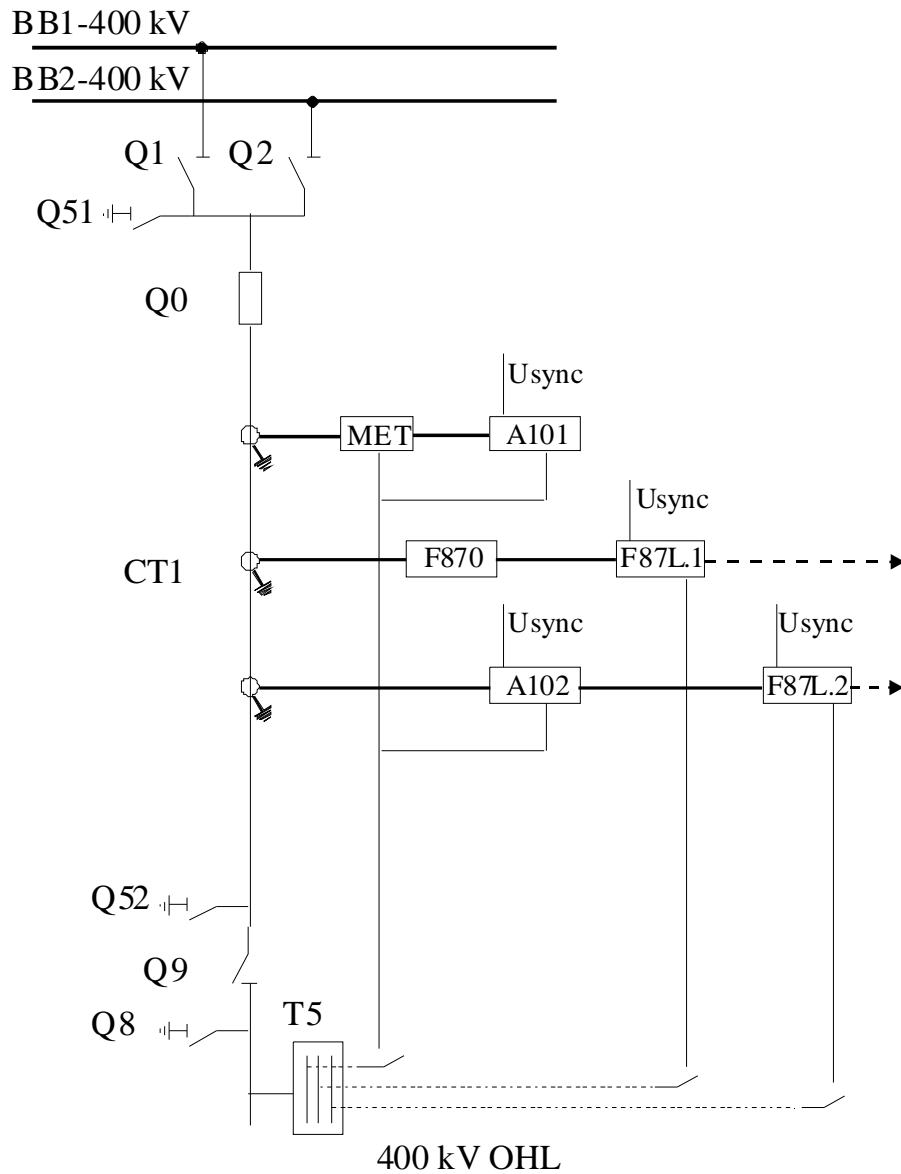 BB1-400 kV
BB2-400 kV
Q1
Q2
Q51
Q0
Usync
MET
A101
Usync
CT1
F870
F87L.1
Usync
Usync
A102
F87L.2
Q52
Q9
Q8
T5
400 kV OHL